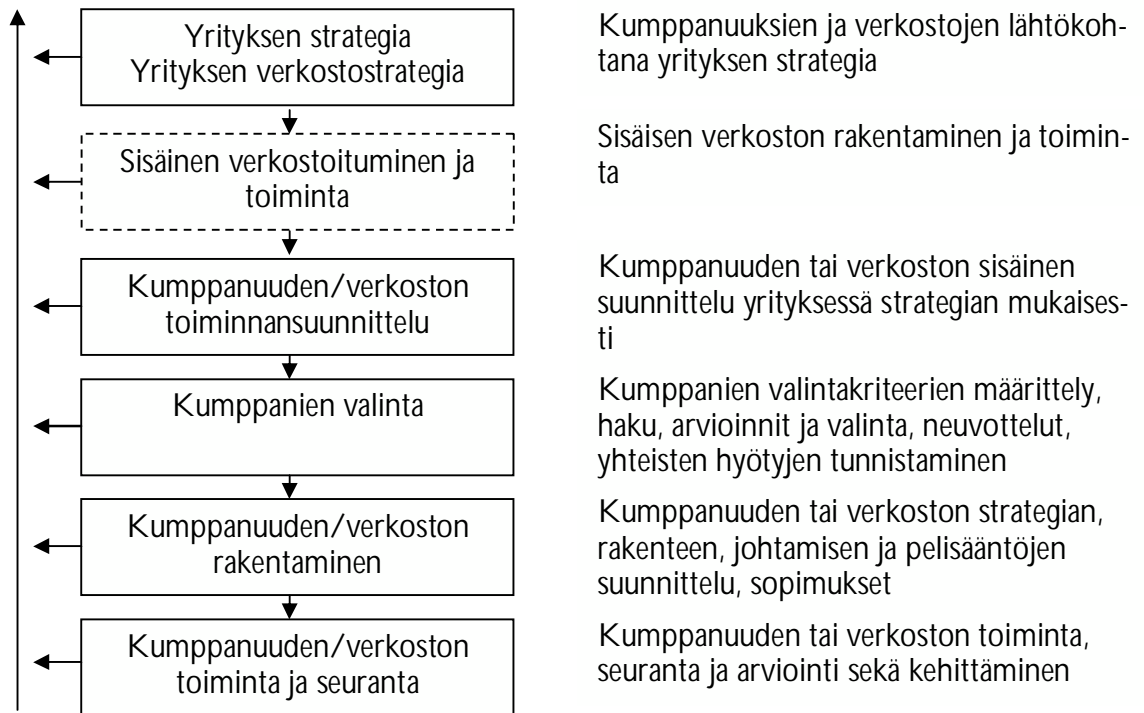 Yrityksen strategia
Yrityksen verkostostrategia
Kumppanuuksien ja verkostojen lähtökoh-
tana yrityksen strategia
Sisäinen verkostoituminen ja
toiminta
Sisäisen verkoston rakentaminen ja toimin-
ta
Kumppanuuden/verkoston
toiminnansuunnittelu
Kumppanuuden tai verkoston sisäinen
suunnittelu yrityksessä strategian mukaises-
ti
Kumppanien valinta
Kumppanien valintakriteerien määrittely,
haku, arvioinnit ja valinta, neuvottelut,
yhteisten hyötyjen tunnistaminen
Kumppanuuden/verkoston
rakentaminen
Kumppanuuden tai verkoston strategian,
rakenteen, johtamisen ja pelisääntöjen
suunnittelu, sopimukset
Kumppanuuden/verkoston
toiminta ja seuranta
Kumppanuuden tai verkoston toiminta,
seuranta ja arviointi sekä kehittäminen